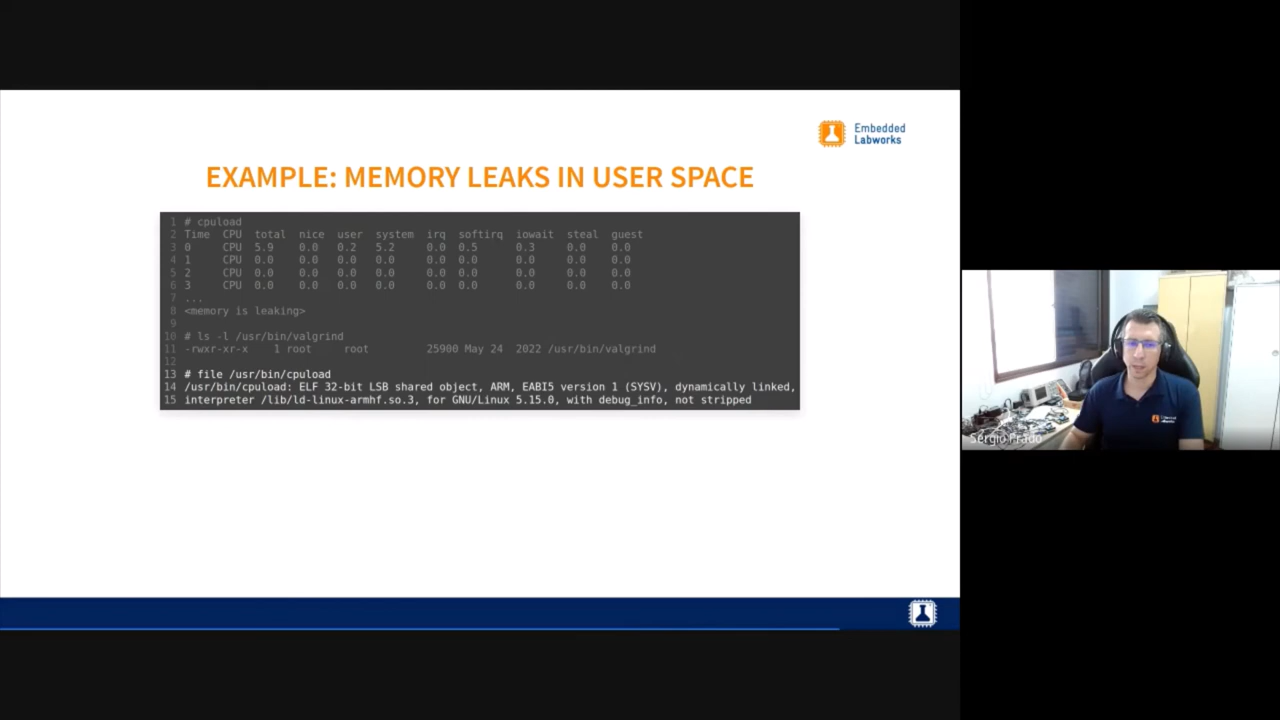 Embedded
Labworks
EXAMPLE: MEMORY LEAKS IN USER SPACE
1 # cpuload
2 Time CPU total nice user system irq softirq iowait steal guest
3 0 CPU 5.9 0.0 0.2 5.2 0.0 0.5 0.3 0.0 0.0
4 1 CPU 0.0 0.0 0.0 0.0 0.0 0.0 0.0 0.0 0.0
5 2 CPU 0.0 0.0 0.0 0.0 0.0 0.0 0.0 0.0 0.0
6 3 CPU 0.0 0.0 0.0 0.0 0.0 0.0 0.0 0.0 0.0
7 ...
8 <memory is leaking>
9
10 # ls -l /usr/bin/valgrind
11 -rwxr-xr-x 1 root root 25900 May 24 2022 /usr/bin/valgrind
12
13 # file /usr/bin/cpuload
14 /usr/bin/cpuload: ELF 32-bit LSB shared object, ARM, EABI5 version 1 (SYSV), dynamically linked,
15 interpreter /lib/ld-linux-armhf.so.3, for GNU/Linux 5.15.0, with debug_info, not stripped
Sergio Prado